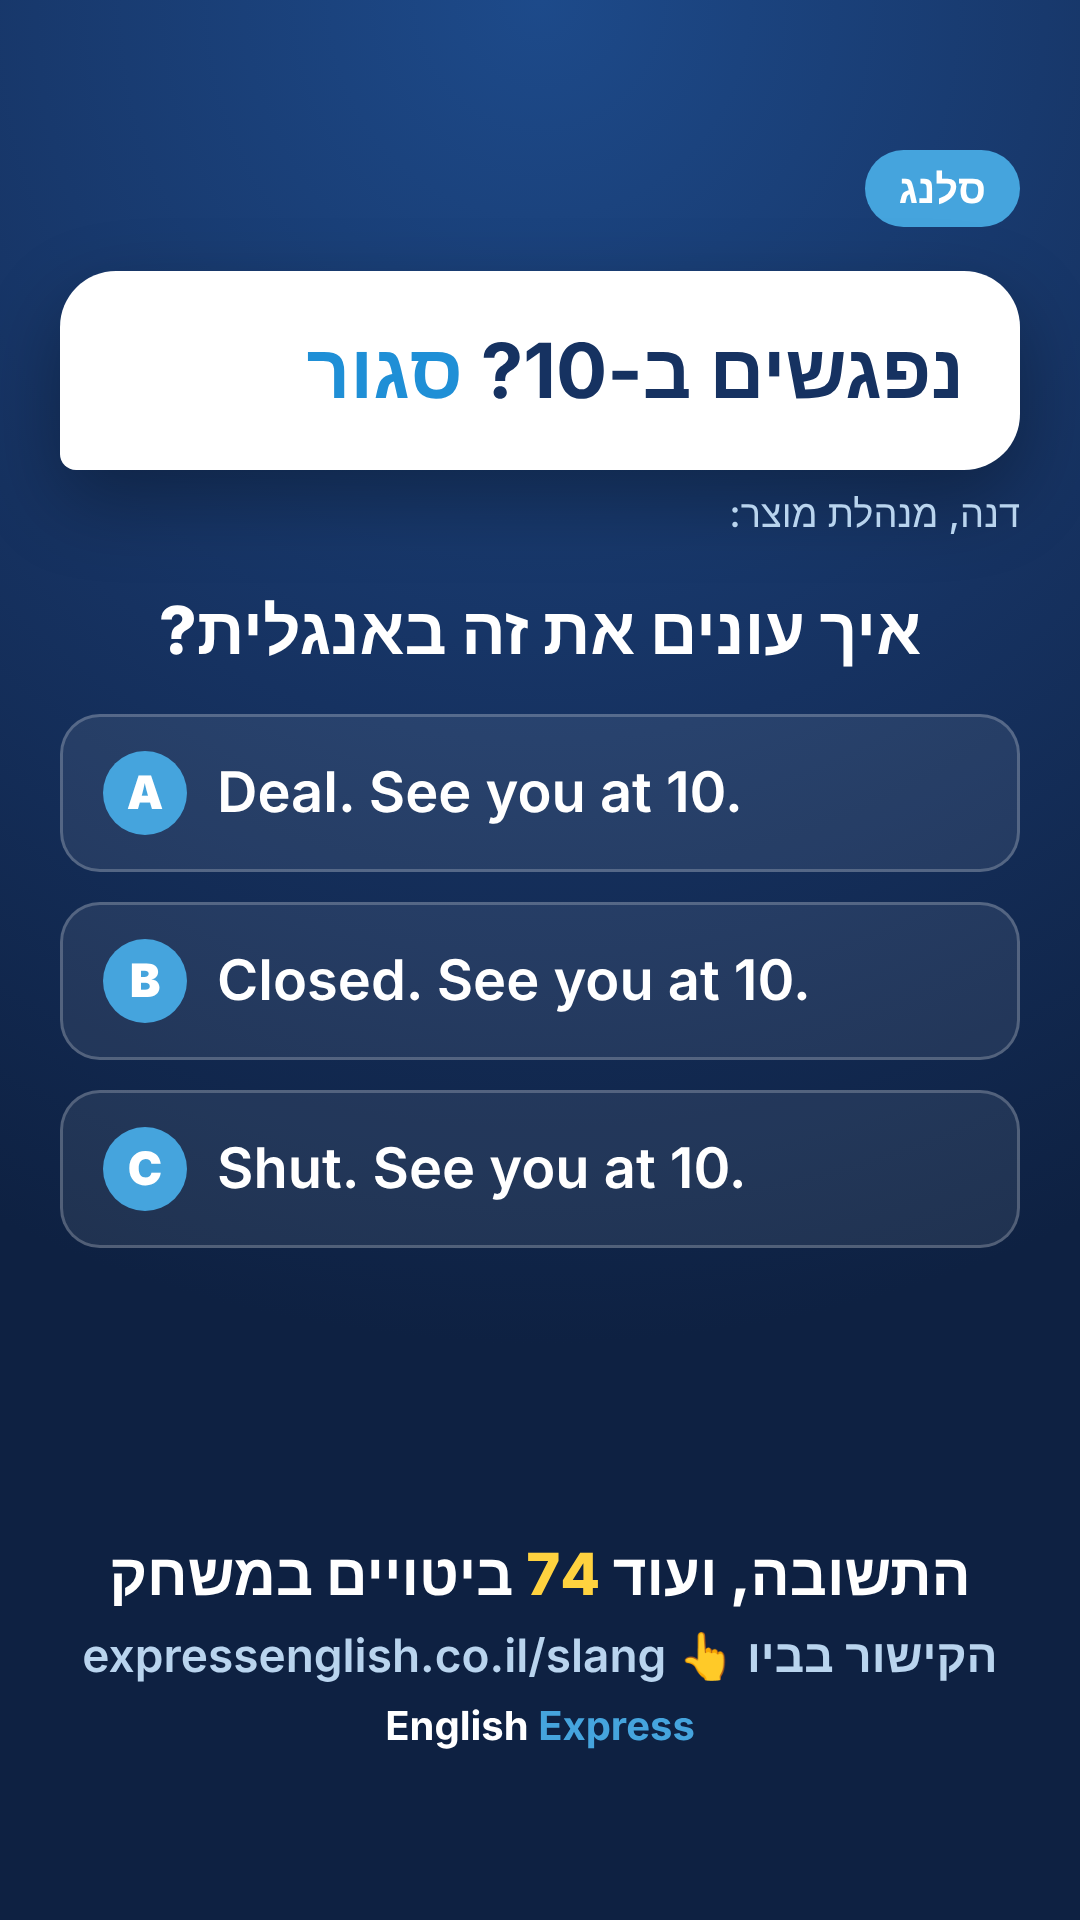 סלנג
נפגשים ב-10? סגור
דנה, מנהלת מוצר:
איך עונים את זה באנגלית?
A Deal. See you at 10.
B Closed. See you at 10.
C Shut. See you at 10.
התשובה, ועוד 74 ביטויים במשחק
הקישור בביו 👆 expressenglish.co.il/slang
English Express